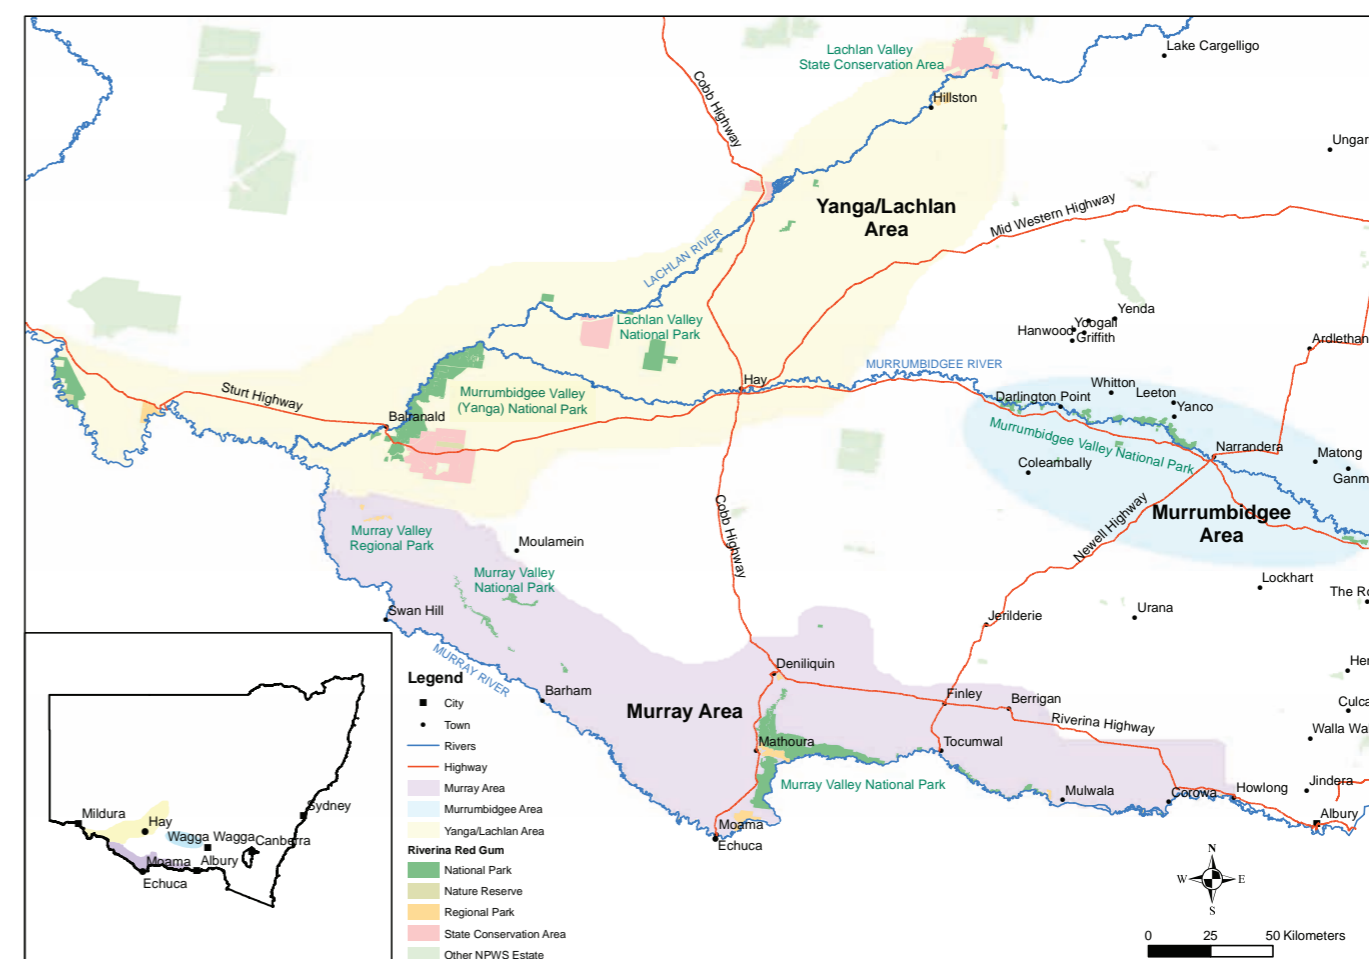 Lachlan Valley
State Conservation Area
Lake Cargelligo
Cobb Highway
Hillston
Ungar
Yanga/Lachlan
Area
Mid Western Highway
LACHLAN RIVER
Yenda
Yoogali
Hanwood
Griffith
Lachlan Valley
National Park
Ardlethan
MURRUMBIDGEE RIVER
Hay
Whitton
Leeton
Darlington Point
Yanco
Sturt Highway
Murrumbidgee Valley
(Yanga) National Park
Balranald
Murrumbidgee Valley National Park
Narrandera
Matong
Coleambally
Ganm
Cobb Highway
Newell Highway
Murrumbidgee
Area
Murray Valley
Regional Park
Moulamein
Murray Valley
National Park
Lockhart
The Ro
Swan Hill
Jerilderie
Urana
MURRAY RIVER
Deniliquin
Hen
Barham
Murray Area
Finley
Berrigan
Riverina Highway
Culca
Walla Wa
Mathoura
Tocumwal
Murray Valley National Park
Mulwala
Corowa
Howlong
Jindera
Albury
Moama
Echuca
Legend
City
Town
Rivers
Highway
Murray Area
Murrumbidgee Area
Yanga/Lachlan Area
Riverina Red Gum
National Park
Nature Reserve
Regional Park
State Conservation Area
Other NPWS Estate
Mildura
Hay
Sydney
Wagga Wagga
Canberra
Moama
Albury
Echuca
N
W
E
S
0 25 50 Kilometers